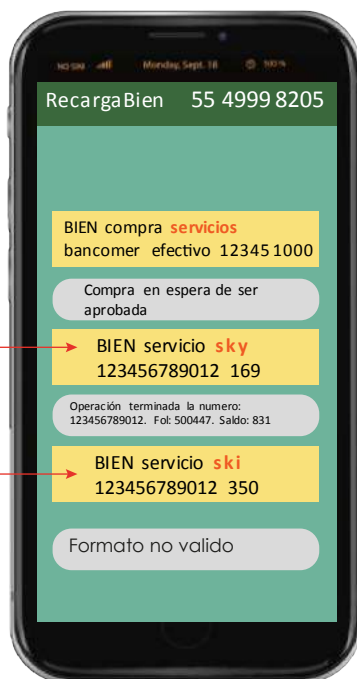 NO SIM
Monday, Sept. 18
100%
RecargaBien 55 4999 8205
BIEN compra servicios
bancomer efectivo 12345 1000
Compra en espera de ser
aprobada
BIEN servicio sky
123456789012 169
Operación terminada la numero:
123456789012. Fol: 500447. Saldo: 831
BIEN servicio ski
123456789012 350
Formato no valido